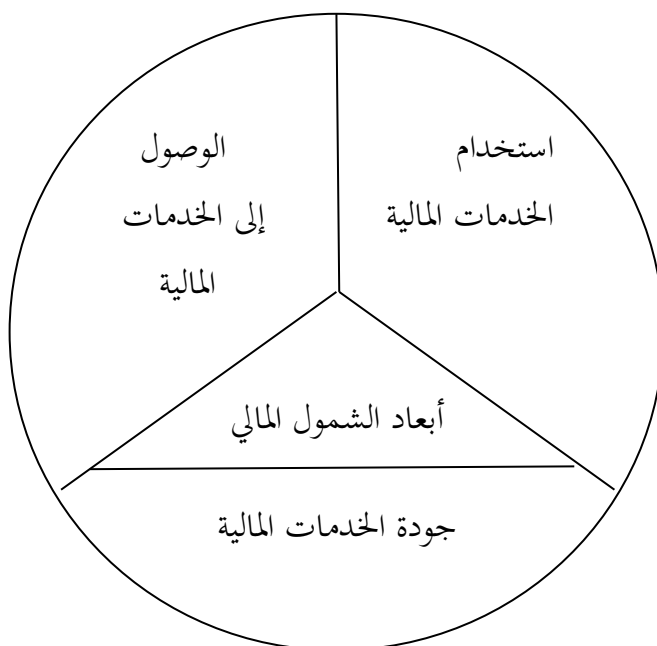 استخدام
الخدمات المالية
الوصول
إلى الخدمات
المالية
أبعاد الشمول المالي
جودة الخدمات المالية